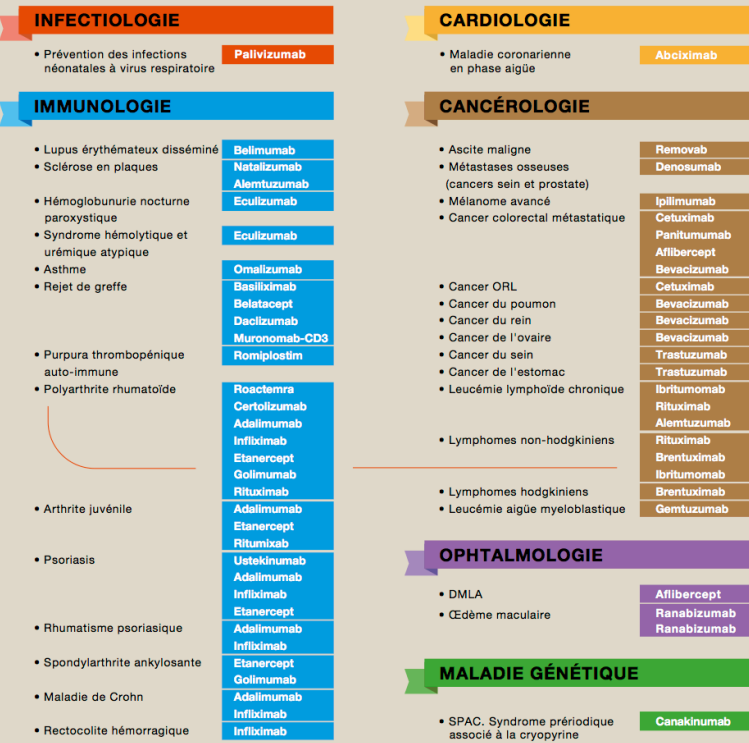 INFECTIOLOGIE
• Prévention des infections Palivizumab
néonatales à virus respiratoire
IMMUNOLOGIE
• Lupus érythémateux disséminé Belimumab
• Sclérose en plaques Natalizumab
Alemtuzumab
• Hémoglobunurie nocturne Eculizumab
paroxystique
• Syndrome hémolytique et Eculizumab
urémique atypique
• Asthme Omalizumab
• Rejet de greffe Basiliximab
Belatacept
Daclizumab
Muronomab-CD3
• Purpura thrombopénique Romiplostim
auto-immune
• Polyarthrite rhumatoïde Roactemra
Certolizumab
Adalimumab
Infliximab
Etanercept
Golimumab
Rituximab
• Arthrite juvénile Adalimumab
Etanercept
Ritumixab
• Psoriasis Ustekinumab
Adalimumab
Infliximab
Etanercept
• Rhumatisme psoriasique Adalimumab
Infliximab
• Spondylarthrite ankylosante Etanercept
Golimumab
• Maladie de Crohn Adalimumab
Infliximab
• Rectocolite hémorragique Infliximab
CARDIOLOGIE
• Maladie coronarienne Abciximab
en phase aigüe
CANCÉROLOGIE
• Ascite maligne Removab
• Métastases osseuses Denosumab
(cancers sein et prostate)
• Mélanome avancé Ipilimumab
• Cancer colorectal métastatique Cetuximab
Panitumumab
Aflibercept
Bevacizumab
• Cancer ORL Cetuximab
• Cancer du poumon Bevacizumab
• Cancer du rein Bevacizumab
• Cancer de l'ovaire Bevacizumab
• Cancer du sein Trastuzumab
• Cancer de l'estomac Trastuzumab
• Leucémie lymphoïde chronique Ibritumomab
Rituximab
Alemtuzumab
• Lymphomes non-hodgkiniens Rituximab
Brentuximab
Ibritumomab
• Lymphomes hodgkiniens Brentuximab
• Leucémie aigüe myeloblastique Gemtuzumab
OPHTALMOLOGIE
• DMLA Aflibercept
• Œdème maculaire Ranabizumab
Ranabizumab
MALADIE GÉNÉTIQUE
• SPAC. Syndrome prériodique Canakinumab
associé à la cryopyrine